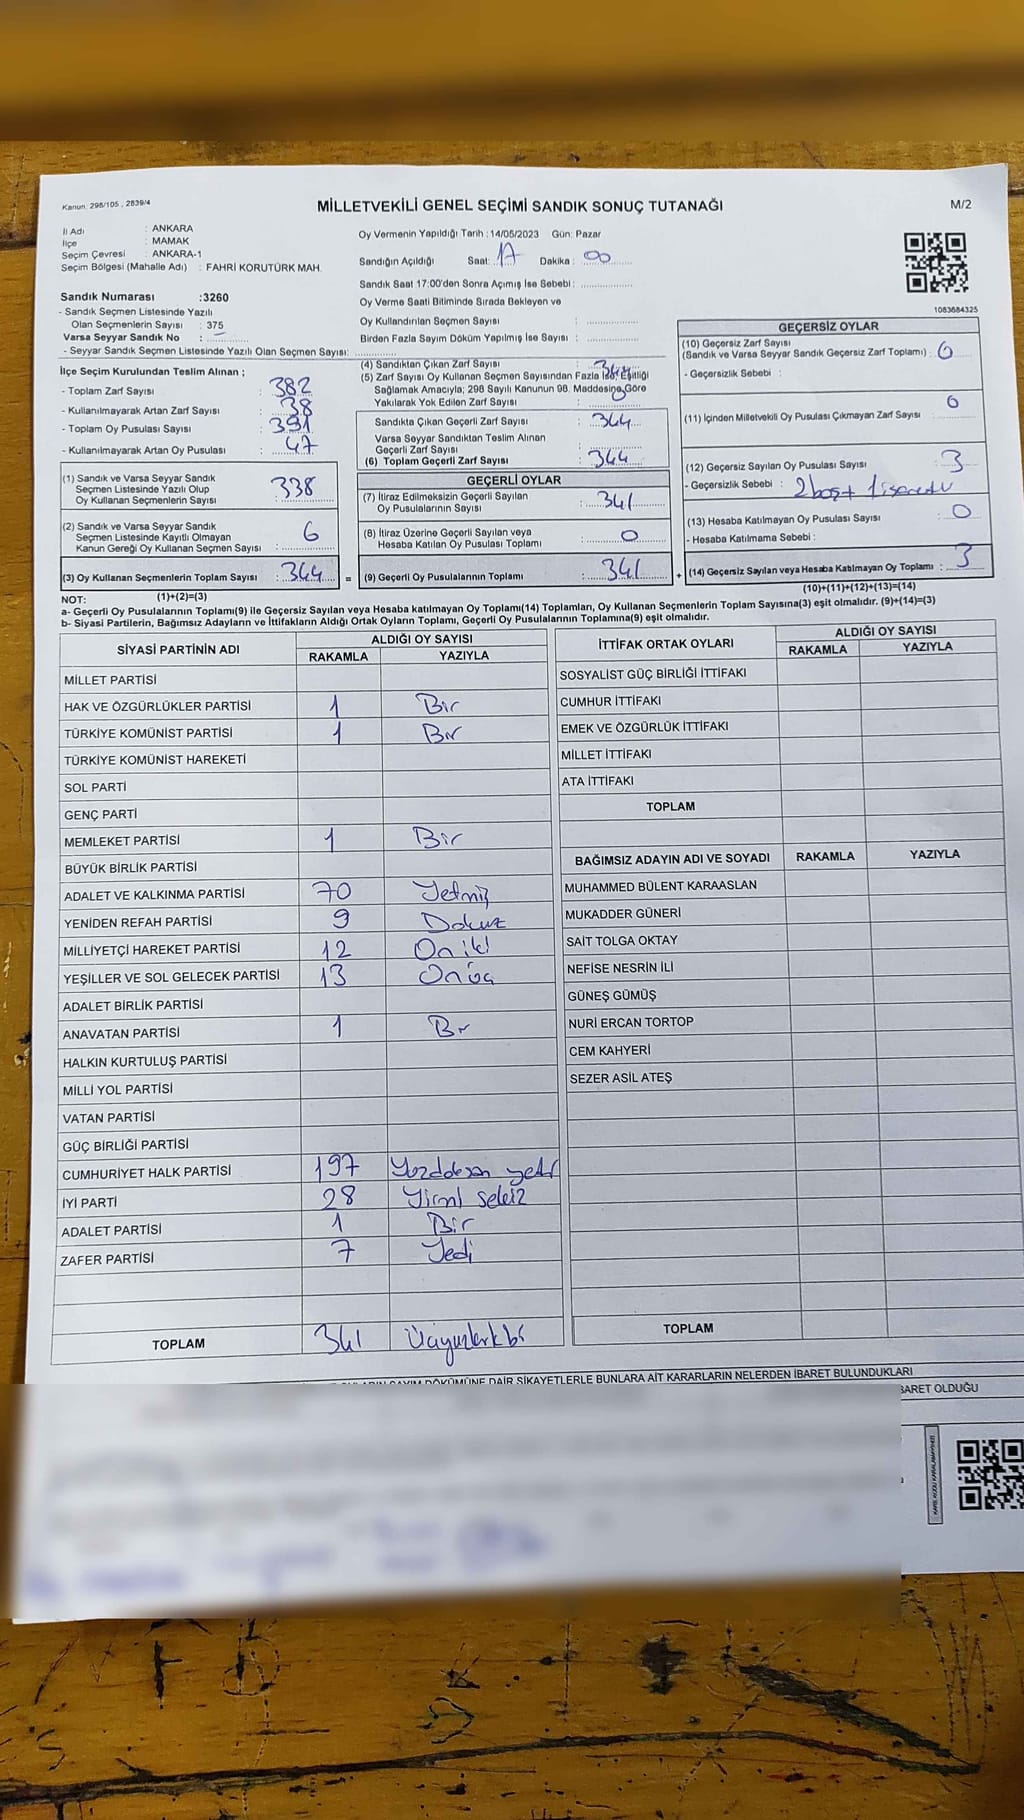 Kanun: 298/105 , 2839/4
MİLLETVEKİLİ GENEL SEÇİMİ SANDIK SONUÇ TUTANAĞI
M/2
İl Adı : ANKARA
İlçe : MAMAK
Seçim Çevresi : ANKARA-1
Seçim Bölgesi (Mahalle Adı) : FAHRİ KORUTÜRK MAH.
Oy Vermenin Yapıldığı Tarih : 14/05/2023 Gün: Pazar
Sandığın Açıldığı Saat: 17 Dakika : 00
Sandık Saat 17:00'den Sonra Açımış İse Sebebi :
Oy Verme Saati Bitiminde Sırada Bekleyen ve
Oy Kullandırılan Seçmen Sayısı :
Birden Fazla Sayım Döküm Yapılmış İse Sayısı :
1083684325
Sandık Numarası :3260
- Sandık Seçmen Listesinde Yazılı
Olan Seçmenlerin Sayısı : 375
Varsa Seyyar Sandık No : -
- Seyyar Sandık Seçmen Listesinde Yazılı Olan Seçmen Sayısı:
İlçe Seçim Kurulundan Teslim Alınan ;
- Toplam Zarf Sayısı : 382
- Kullanılmayarak Artan Zarf Sayısı : 38
- Toplam Oy Pusulası Sayısı : 391
- Kullanılmayarak Artan Oy Pusulası : 47
(4) Sandıktan Çıkan Zarf Sayısı : 344
(5) Zarf Sayısı Oy Kullanan Seçmen Sayısından Fazla İse, Eşitliği
Sağlamak Amacıyla; 298 Sayılı Kanunun 98. Maddesine Göre
Yakılarak Yok Edilen Zarf Sayısı : 0
Sandıkta Çıkan Geçerli Zarf Sayısı : 344
Varsa Seyyar Sandıktan Teslim Alınan
Geçerli Zarf Sayısı :
(6) Toplam Geçerli Zarf Sayısı : 344
GEÇERSİZ OYLAR
(10) Geçersiz Zarf Sayısı
(Sandık ve Varsa Seyyar Sandık Geçersiz Zarf Toplamı) : 0
- Geçersizlik Sebebi :
(11) İçinden Milletvekili Oy Pusulası Çıkmayan Zarf Sayısı : 0
(12) Geçersiz Sayılan Oy Pusulası Sayısı : 3
- Geçersizlik Sebebi : 2 boş + 1
(13) Hesaba Katılmayan Oy Pusulası Sayısı : 0
- Hesaba Katılmama Sebebi :
(14) Geçersiz Sayılan veya Hesaba Katılmayan Oy Toplamı : 3
(10)+(11)+(12)+(13)=(14)
(1) Sandık ve Varsa Seyyar Sandık
Seçmen Listesinde Yazılı Olup
Oy Kullanan Seçmenlerin Sayısı : 338
(2) Sandık ve Varsa Seyyar Sandık
Seçmen Listesinde Kayıtlı Olmayan
Kanun Gereği Oy Kullanan Seçmen Sayısı : 6
(3) Oy Kullanan Seçmenlerin Toplam Sayısı : 344 =
GEÇERLİ OYLAR
(7) İtiraz Edilmeksizin Geçerli Sayılan
Oy Pusulalarının Sayısı : 341
(8) İtiraz Üzerine Geçerli Sayılan veya
Hesaba Katılan Oy Pusulası Toplamı : 0
(9) Geçerli Oy Pusulalarının Toplamı : 341 +
NOT: (1)+(2)=(3)
a- Geçerli Oy Pusulalarının Toplamı(9) ile Geçersiz Sayılan veya Hesaba katılmayan Oy Toplamı(14) Toplamları, Oy Kullanan Seçmenlerin Toplam Sayısına(3) eşit olmalıdır. (9)+(14)=(3)
b- Siyasi Partilerin, Bağımsız Adayların ve İttifakların Aldığı Ortak Oyların Toplamı, Geçerli Oy Pusulalarının Toplamına(9) eşit olmalıdır.
SİYASİ PARTİNİN ADI ALDIĞI OY SAYISI
RAKAMLA YAZIYLA
MİLLET PARTİSİ
HAK VE ÖZGÜRLÜKLER PARTİSİ 1 Bir
TÜRKİYE KOMÜNİST PARTİSİ 1 Bir
TÜRKİYE KOMÜNİST HAREKETİ
SOL PARTİ
GENÇ PARTİ
MEMLEKET PARTİSİ 1 Bir
BÜYÜK BİRLİK PARTİSİ
ADALET VE KALKINMA PARTİSİ 70 Yetmiş
YENİDEN REFAH PARTİSİ 9 Dokuz
MİLLİYETÇİ HAREKET PARTİSİ 12 Oniki
YEŞİLLER VE SOL GELECEK PARTİSİ 13 Onüç
ADALET BİRLİK PARTİSİ
ANAVATAN PARTİSİ 1 Bir
HALKIN KURTULUŞ PARTİSİ
MİLLİ YOL PARTİSİ
VATAN PARTİSİ
GÜÇ BİRLİĞİ PARTİSİ
CUMHURİYET HALK PARTİSİ 197 Yüzdoksan yedi
İYİ PARTİ 28 Yirmi sekiz
ADALET PARTİSİ 1 Bir
ZAFER PARTİSİ 7 Yedi
TOPLAM 341 Üçyüzkırkbir
İTTİFAK ORTAK OYLARI ALDIĞI OY SAYISI
RAKAMLA YAZIYLA
SOSYALİST GÜÇ BİRLİĞİ İTTİFAKI
CUMHUR İTTİFAKI
EMEK VE ÖZGÜRLÜK İTTİFAKI
MİLLET İTTİFAKI
ATA İTTİFAKI
TOPLAM
BAĞIMSIZ ADAYIN ADI VE SOYADI RAKAMLA YAZIYLA
MUHAMMED BÜLENT KARAASLAN
MUKADDER GÜNERİ
SAİT TOLGA OKTAY
NEFİSE NESRİN İLİ
GÜNEŞ GÜMÜŞ
NURİ ERCAN TORTOP
CEM KAHYERİ
SEZER ASİL ATEŞ
TOPLAM
DÖKÜMÜNE DAİR ŞİKAYETLERLE BUNLARA AİT KARARLARIN NELERDEN İBARET BULUNDUKLARI
BARET OLDUĞU